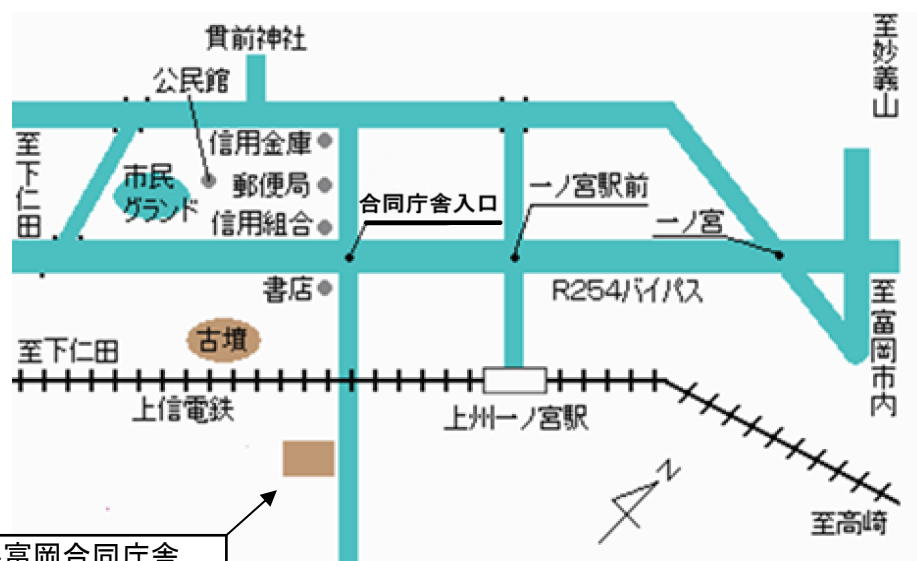 貫前神社
至妙義山
公民館
信用金庫
至下仁田
市民
グランド
郵便局
合同庁舎入口
一ノ宮駅前
信用組合
一ノ宮
書店
R254バイパス
至富岡市内
古墳
至下仁田
上信電鉄
上州一ノ宮駅
N
至高崎
富岡合同庁舎